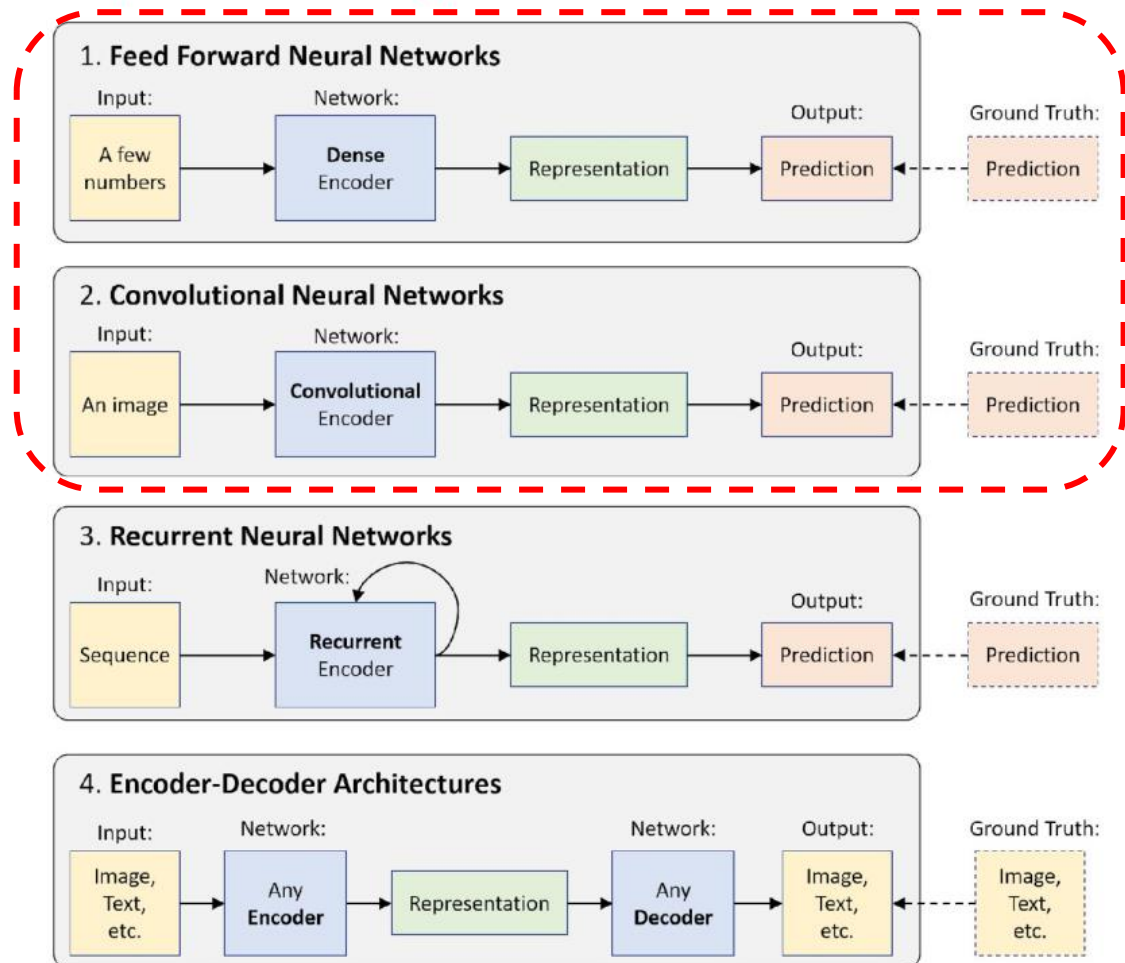 1. Feed Forward Neural Networks
Input:
Network:
Output:
Ground Truth:
A few
numbers
Dense
Encoder
Representation
Prediction
Prediction
2. Convolutional Neural Networks
Input:
Network:
Output:
Ground Truth:
An image
Convolutional
Encoder
Representation
Prediction
Prediction
3. Recurrent Neural Networks
Input:
Network:
Output:
Ground Truth:
Sequence
Recurrent
Encoder
Representation
Prediction
Prediction
4. Encoder-Decoder Architectures
Input:
Network:
Network:
Output:
Ground Truth:
Image,
Text,
etc.
Any
Encoder
Representation
Any
Decoder
Image,
Text,
etc.
Image,
Text,
etc.